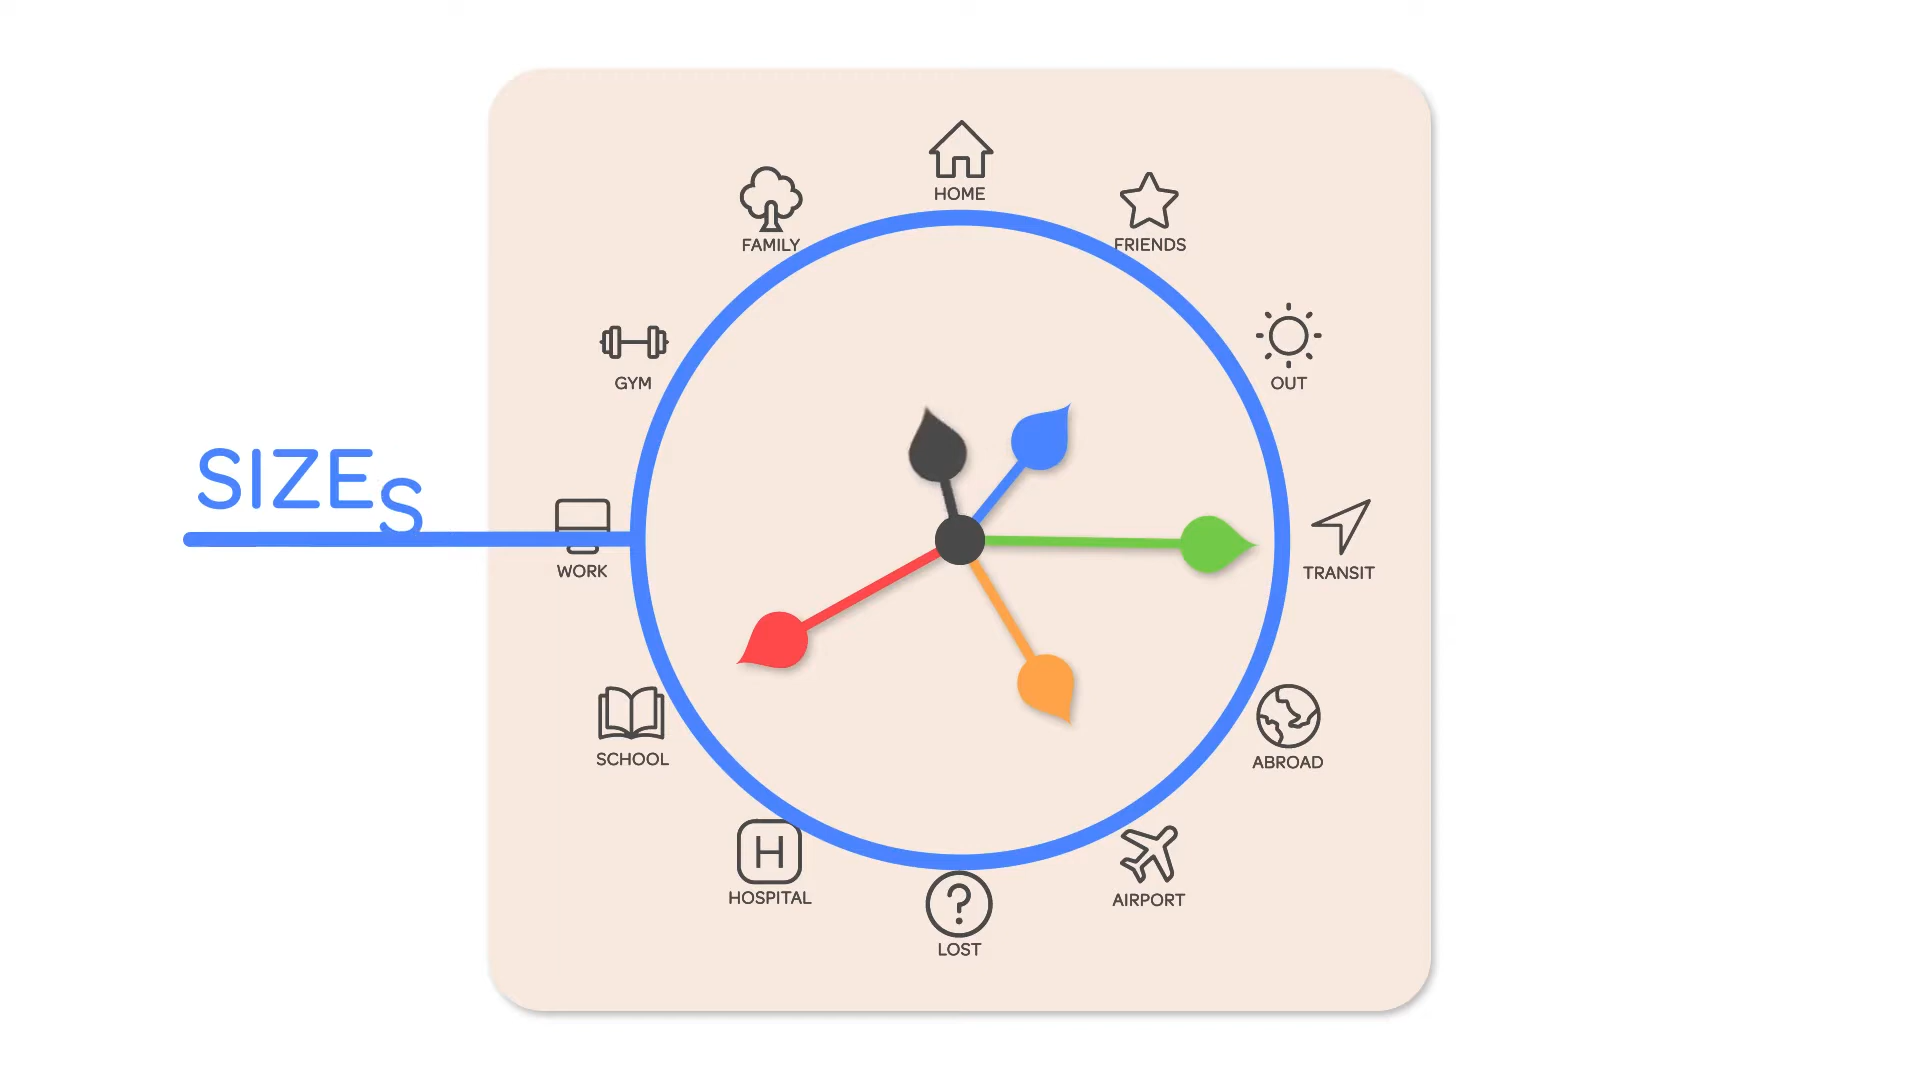 HOME
FAMILY
FRIENDS
GYM
OUT
SIZES
WORK
TRANSIT
SCHOOL
ABROAD
H
HOSPITAL
AIRPORT
?
LOST